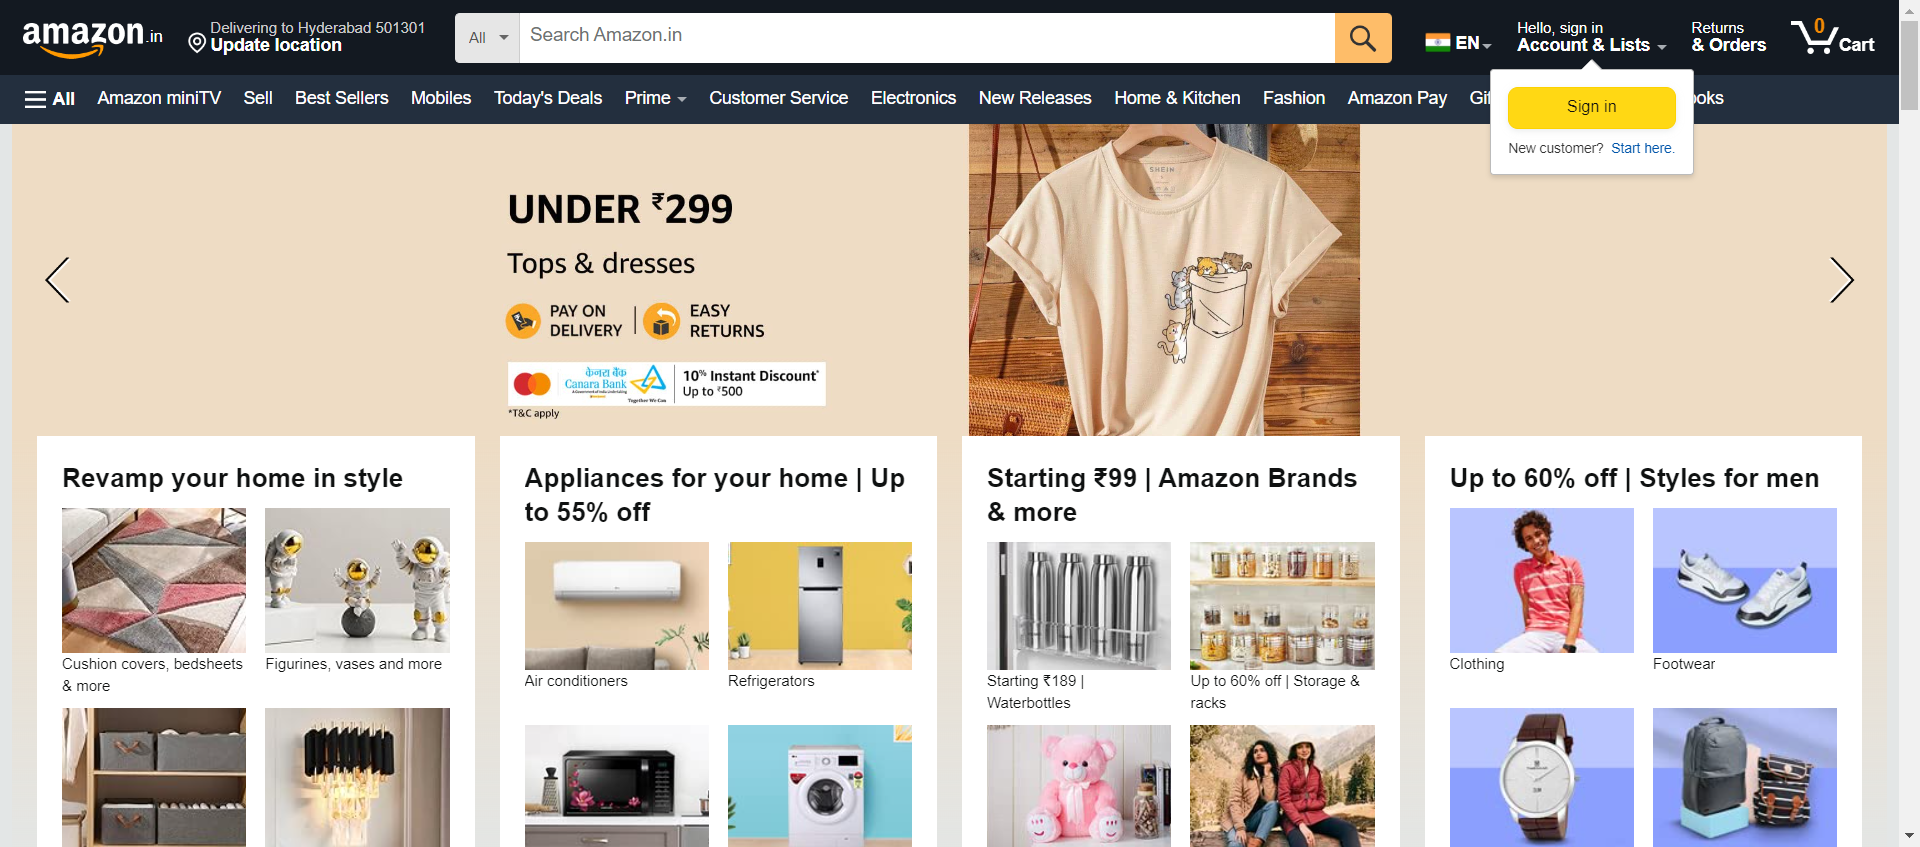 amazon.in
Delivering to Hyderabad 501301
Update location
All
Search Amazon.in
EN
Hello, sign in
Account & Lists
Returns
& Orders
0
Cart
All
Amazon miniTV
Sell
Best Sellers
Mobiles
Today's Deals
Prime
Customer Service
Electronics
New Releases
Home & Kitchen
Fashion
Amazon Pay
Gi
ooks
Sign in
New customer? Start here.
UNDER ₹299
Tops & dresses
PAY ON
DELIVERY
EASY
RETURNS
केनरा बैंक
Canara Bank
Together We Can
10% Instant Discount*
Up to ₹500
*T&C apply
SHEIN
Revamp your home in style
Cushion covers, bedsheets
& more
Figurines, vases and more
Appliances for your home | Up
to 55% off
Air conditioners
Refrigerators
Starting ₹99 | Amazon Brands
& more
Starting ₹189 |
Waterbottles
Up to 60% off | Storage &
racks
Up to 60% off | Styles for men
Clothing
Footwear